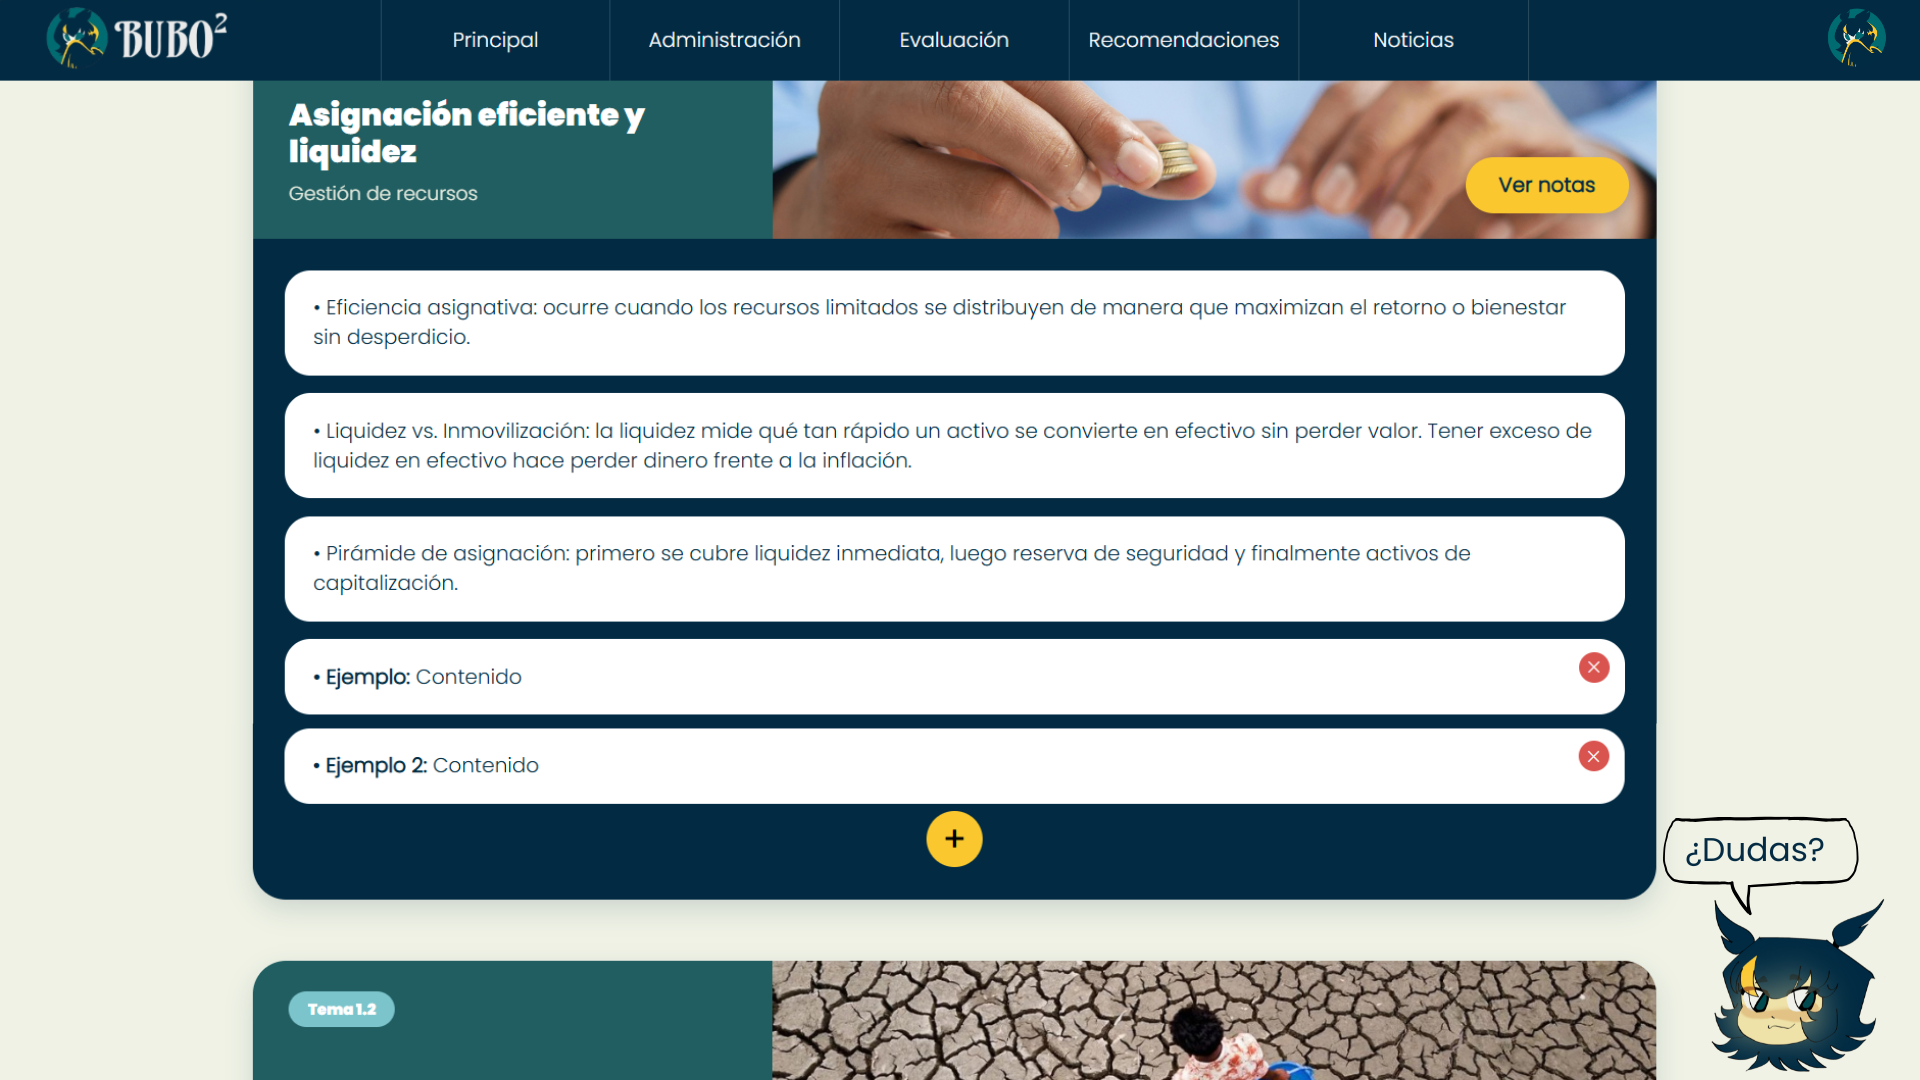 BUBO²
Principal
Administración
Evaluación
Recomendaciones
Noticias
Asignación eficiente y
liquidez
Gestión de recursos
Ver notas
• Eficiencia asignativa: ocurre cuando los recursos limitados se distribuyen de manera que maximizan el retorno o bienestar
sin desperdicio.
• Liquidez vs. Inmovilización: la liquidez mide qué tan rápido un activo se convierte en efectivo sin perder valor. Tener exceso de
liquidez en efectivo hace perder dinero frente a la inflación.
• Pirámide de asignación: primero se cubre liquidez inmediata, luego reserva de seguridad y finalmente activos de
capitalización.
• Ejemplo: Contenido
• Ejemplo 2: Contenido
+
¿Dudas?
Tema 1.2